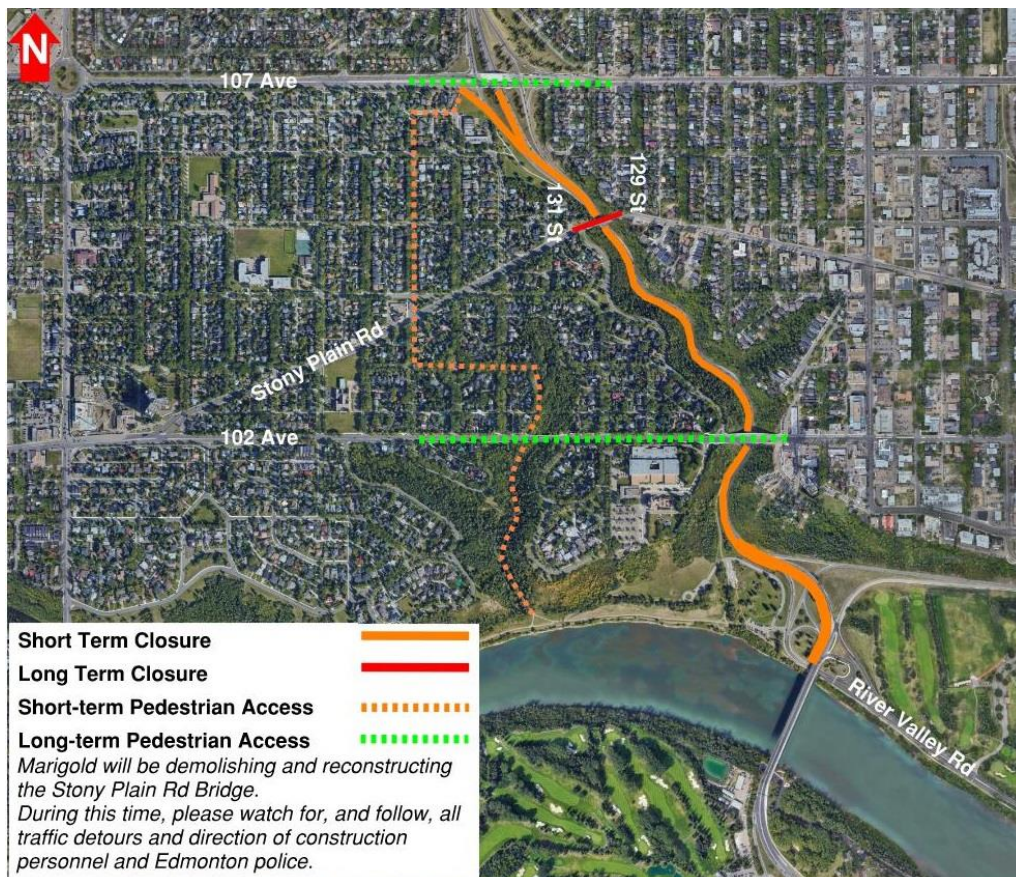 N
107 Ave
129 St
131 St
Stony Plain Rd
102 Ave
River Valley Rd
Short Term Closure
Long Term Closure
Short-term Pedestrian Access
Long-term Pedestrian Access
Marigold will be demolishing and reconstructing
the Stony Plain Rd Bridge.
During this time, please watch for, and follow, all
traffic detours and direction of construction
personnel and Edmonton police.